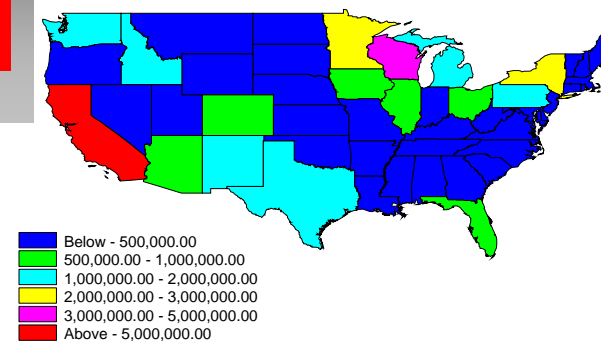 Below - 500,000.00
500,000.00 - 1,000,000.00
1,000,000.00 - 2,000,000.00
2,000,000.00 - 3,000,000.00
3,000,000.00 - 5,000,000.00
Above - 5,000,000.00